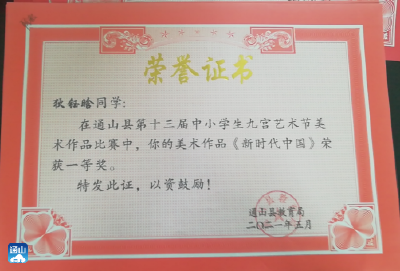 荣誉证书
狄钰晗同学:
在通山县第十三届中小学生九宫艺术节美
术作品比赛中，你的美术作品《新时代中国》荣
获一等奖。
特发此证，以资鼓励！
通山县教育局
二〇二一年三月
通山